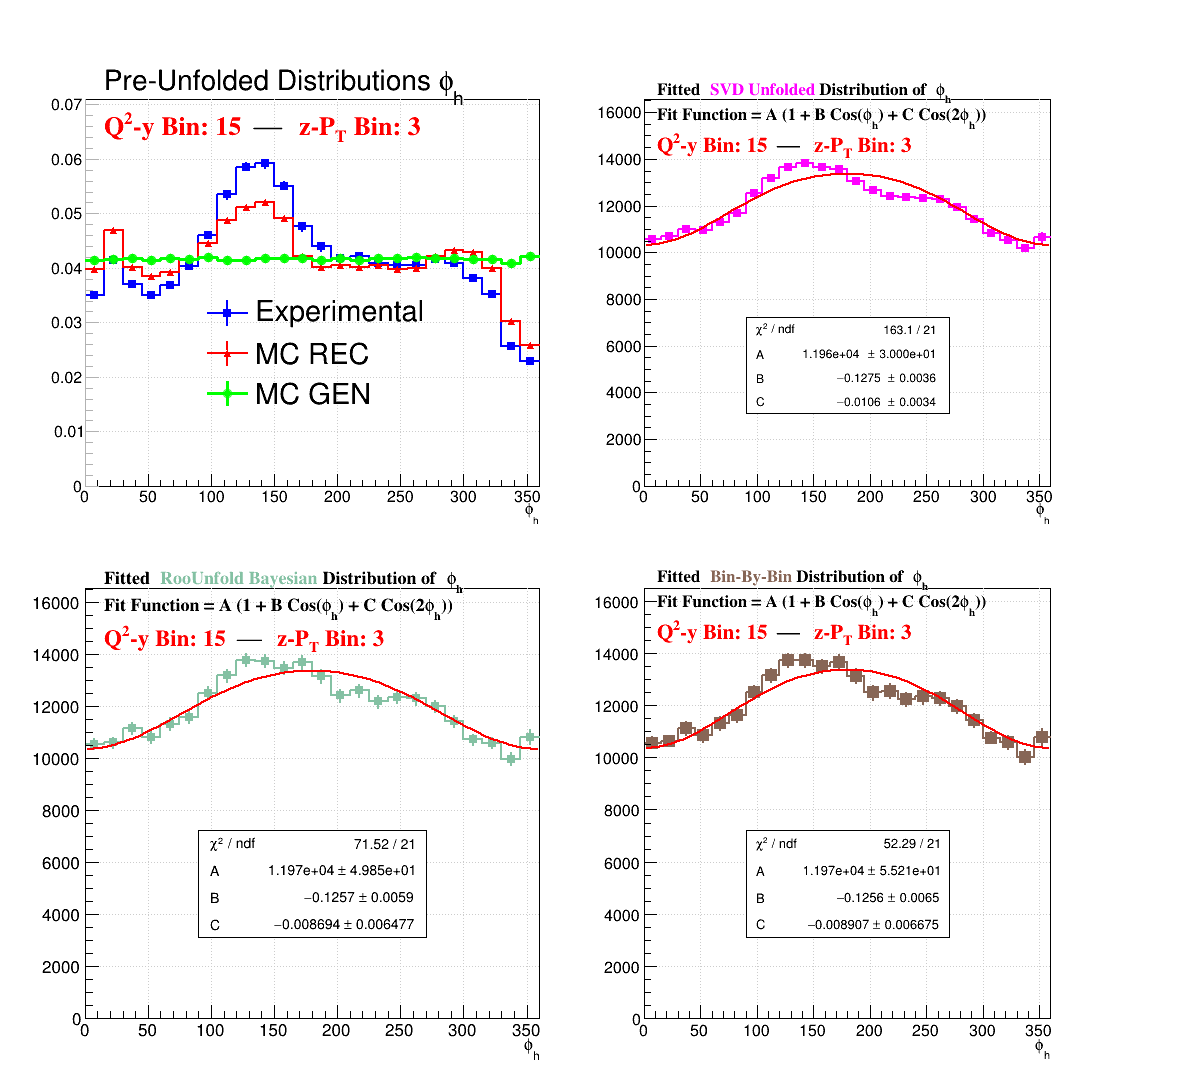 Pre-Unfolded Distributions ϕh
Q2-y Bin: 15 — z-PT Bin: 3
0.07
0.06
0.05
0.04
0.03
0.02
0.01
0
Experimental
MC REC
MC GEN
0 50 100 150 200 250 300 350
ϕh
Fitted SVD Unfolded Distribution of ϕh
Fit Function = A (1 + B Cos(ϕh) + C Cos(2ϕh))
Q2-y Bin: 15 — z-PT Bin: 3
16000
14000
12000
10000
8000
6000
4000
2000
0
χ2 / ndf 163.1 / 21
A 1.196e+04 ± 3.000e+01
B −0.1275 ± 0.0036
C −0.0106 ± 0.0034
0 50 100 150 200 250 300 350
ϕh
Fitted RooUnfold Bayesian Distribution of ϕh
Fit Function = A (1 + B Cos(ϕh) + C Cos(2ϕh))
Q2-y Bin: 15 — z-PT Bin: 3
16000
14000
12000
10000
8000
6000
4000
2000
0
χ2 / ndf 71.52 / 21
A 1.197e+04 ± 4.985e+01
B −0.1257 ± 0.0059
C −0.008694 ± 0.006477
0 50 100 150 200 250 300 350
ϕh
Fitted Bin-By-Bin Distribution of ϕh
Fit Function = A (1 + B Cos(ϕh) + C Cos(2ϕh))
Q2-y Bin: 15 — z-PT Bin: 3
16000
14000
12000
10000
8000
6000
4000
2000
0
χ2 / ndf 52.29 / 21
A 1.197e+04 ± 5.521e+01
B −0.1256 ± 0.0065
C −0.008907 ± 0.006675
0 50 100 150 200 250 300 350
ϕh